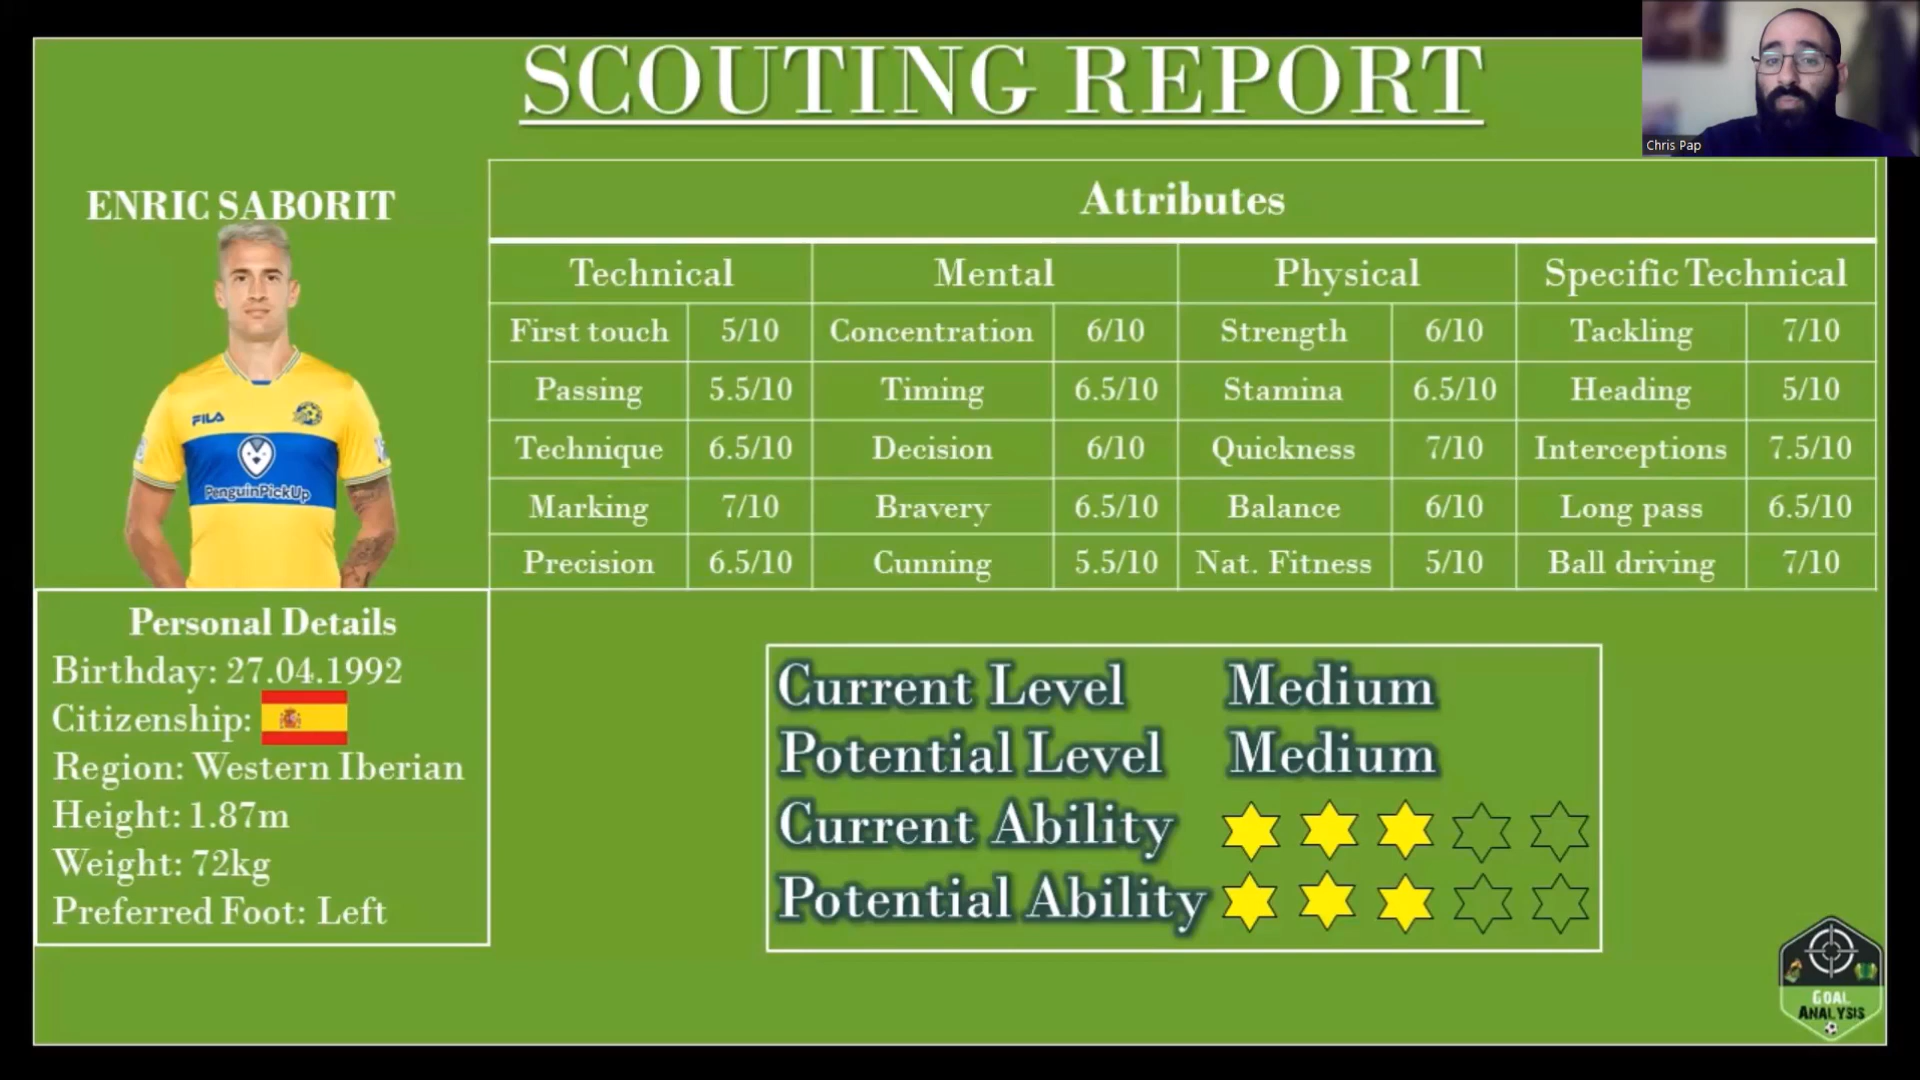 SCOUTING REPORT
Chris Pap
ENRIC SABORIT
FILA
PenguinPickUp
Attributes
Technical Mental Physical Specific Technical
First touch 5/10 Concentration 6/10 Strength 6/10 Tackling 7/10
Passing 5.5/10 Timing 6.5/10 Stamina 6.5/10 Heading 5/10
Technique 6.5/10 Decision 6/10 Quickness 7/10 Interceptions 7.5/10
Marking 7/10 Bravery 6.5/10 Balance 6/10 Long pass 6.5/10
Precision 6.5/10 Cunning 5.5/10 Nat. Fitness 5/10 Ball driving 7/10
Personal Details
Birthday: 27.04.1992
Citizenship:
Region: Western Iberian
Height: 1.87m
Weight: 72kg
Preferred Foot: Left
Current Level Medium
Potential Level Medium
Current Ability
Potential Ability
GOAL
ANALYSIS